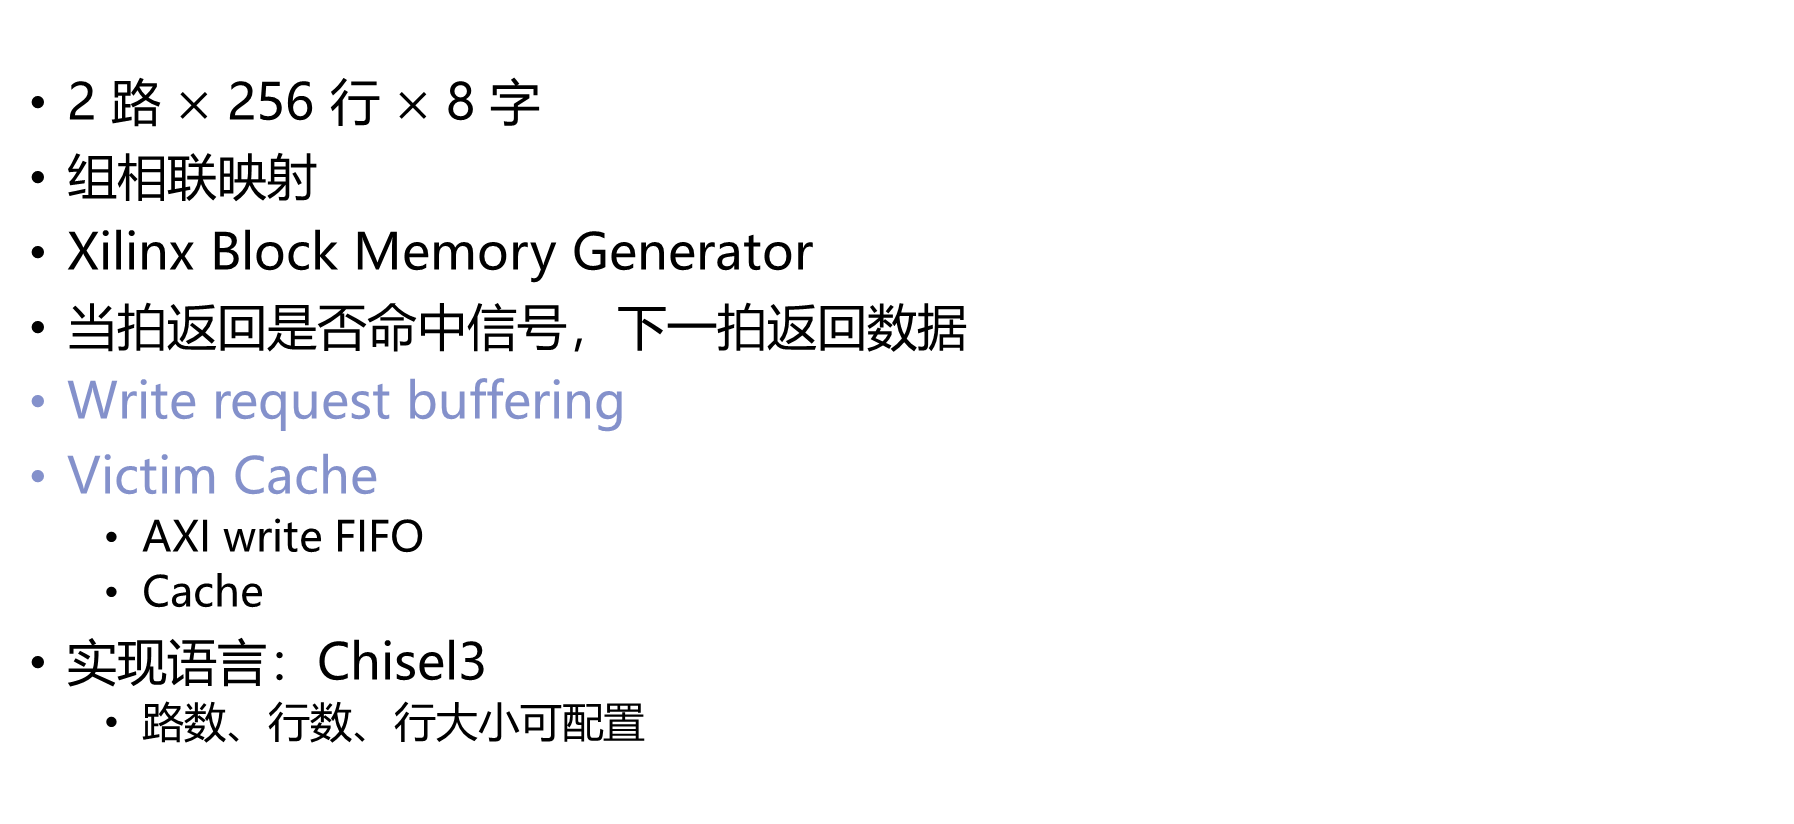 • 2 路 × 256 行 × 8 字
• 组相联映射
• Xilinx Block Memory Generator
• 当拍返回是否命中信号，下一拍返回数据
• Write request buffering
• Victim Cache
• AXI write FIFO
• Cache
• 实现语言：Chisel3
• 路数、行数、行大小可配置